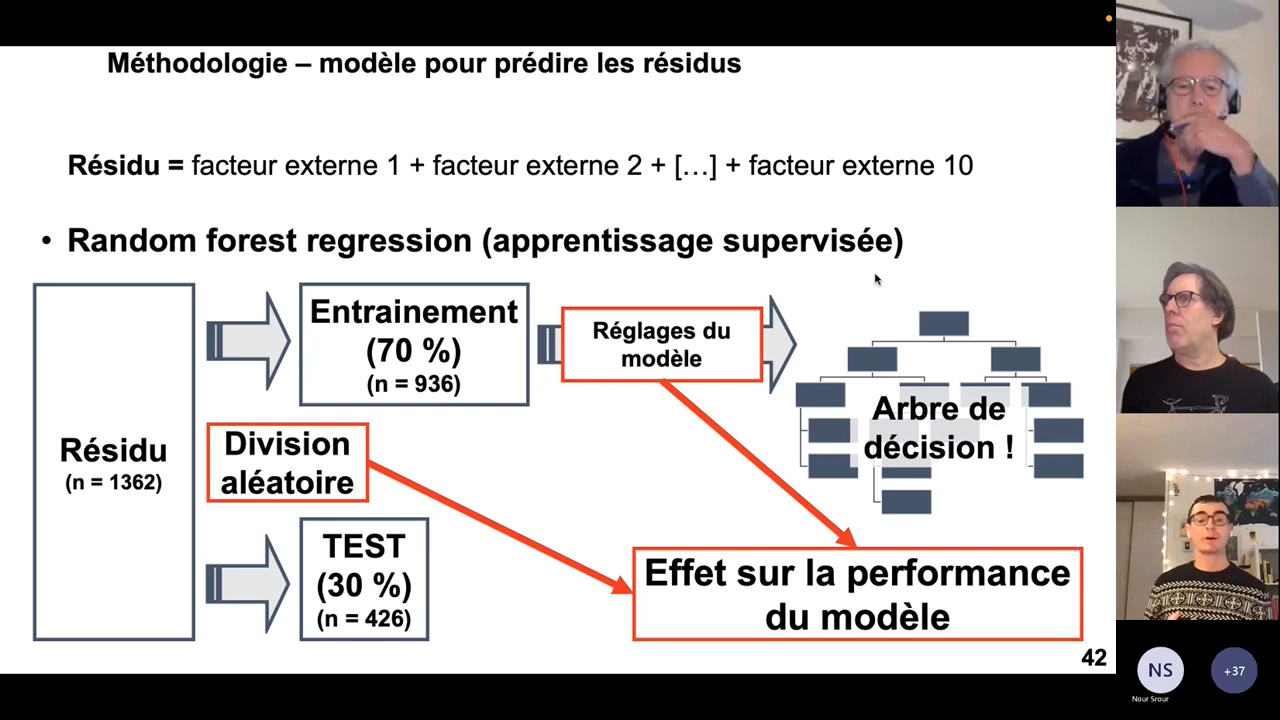 Méthodologie – modèle pour prédire les résidus
Résidu = facteur externe 1 + facteur externe 2 + […] + facteur externe 10
• Random forest regression (apprentissage supervisée)
Résidu
(n = 1362)
Entrainement
(70 %)
(n = 936)
Réglages du
modèle
Arbre de
décision !
Division
aléatoire
TEST
(30 %)
(n = 426)
Effet sur la performance
du modèle
42
NS
Nour Srour
+37